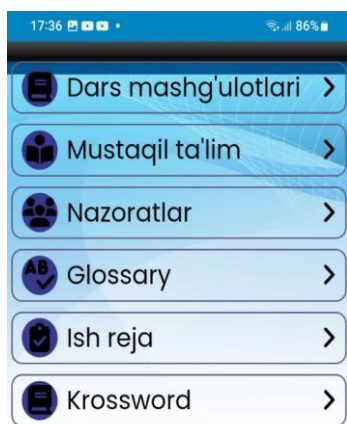 17:36 86%
Dars mashg'ulotlari
Mustaqil ta'lim
Nazoratlar
AB
Glossary
Ish reja
Krossword